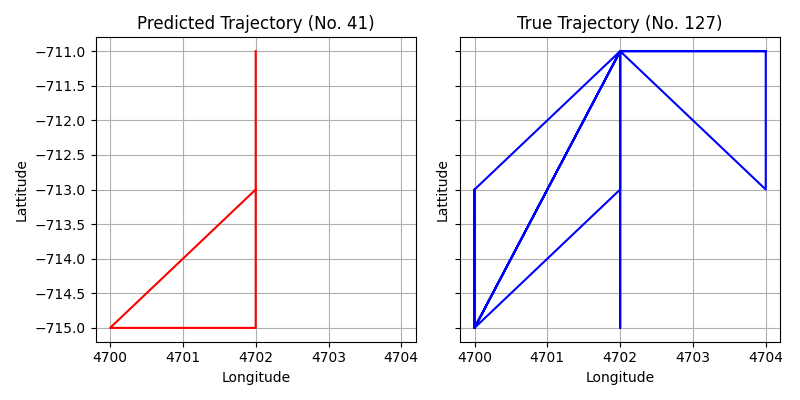 Predicted Trajectory (No. 41)
True Trajectory (No. 127)
Lattitude
−711.0
−711.5
−712.0
−712.5
−713.0
−713.5
−714.0
−714.5
−715.0
4700 4701 4702 4703 4704
Longitude
Lattitude
4700 4701 4702 4703 4704
Longitude